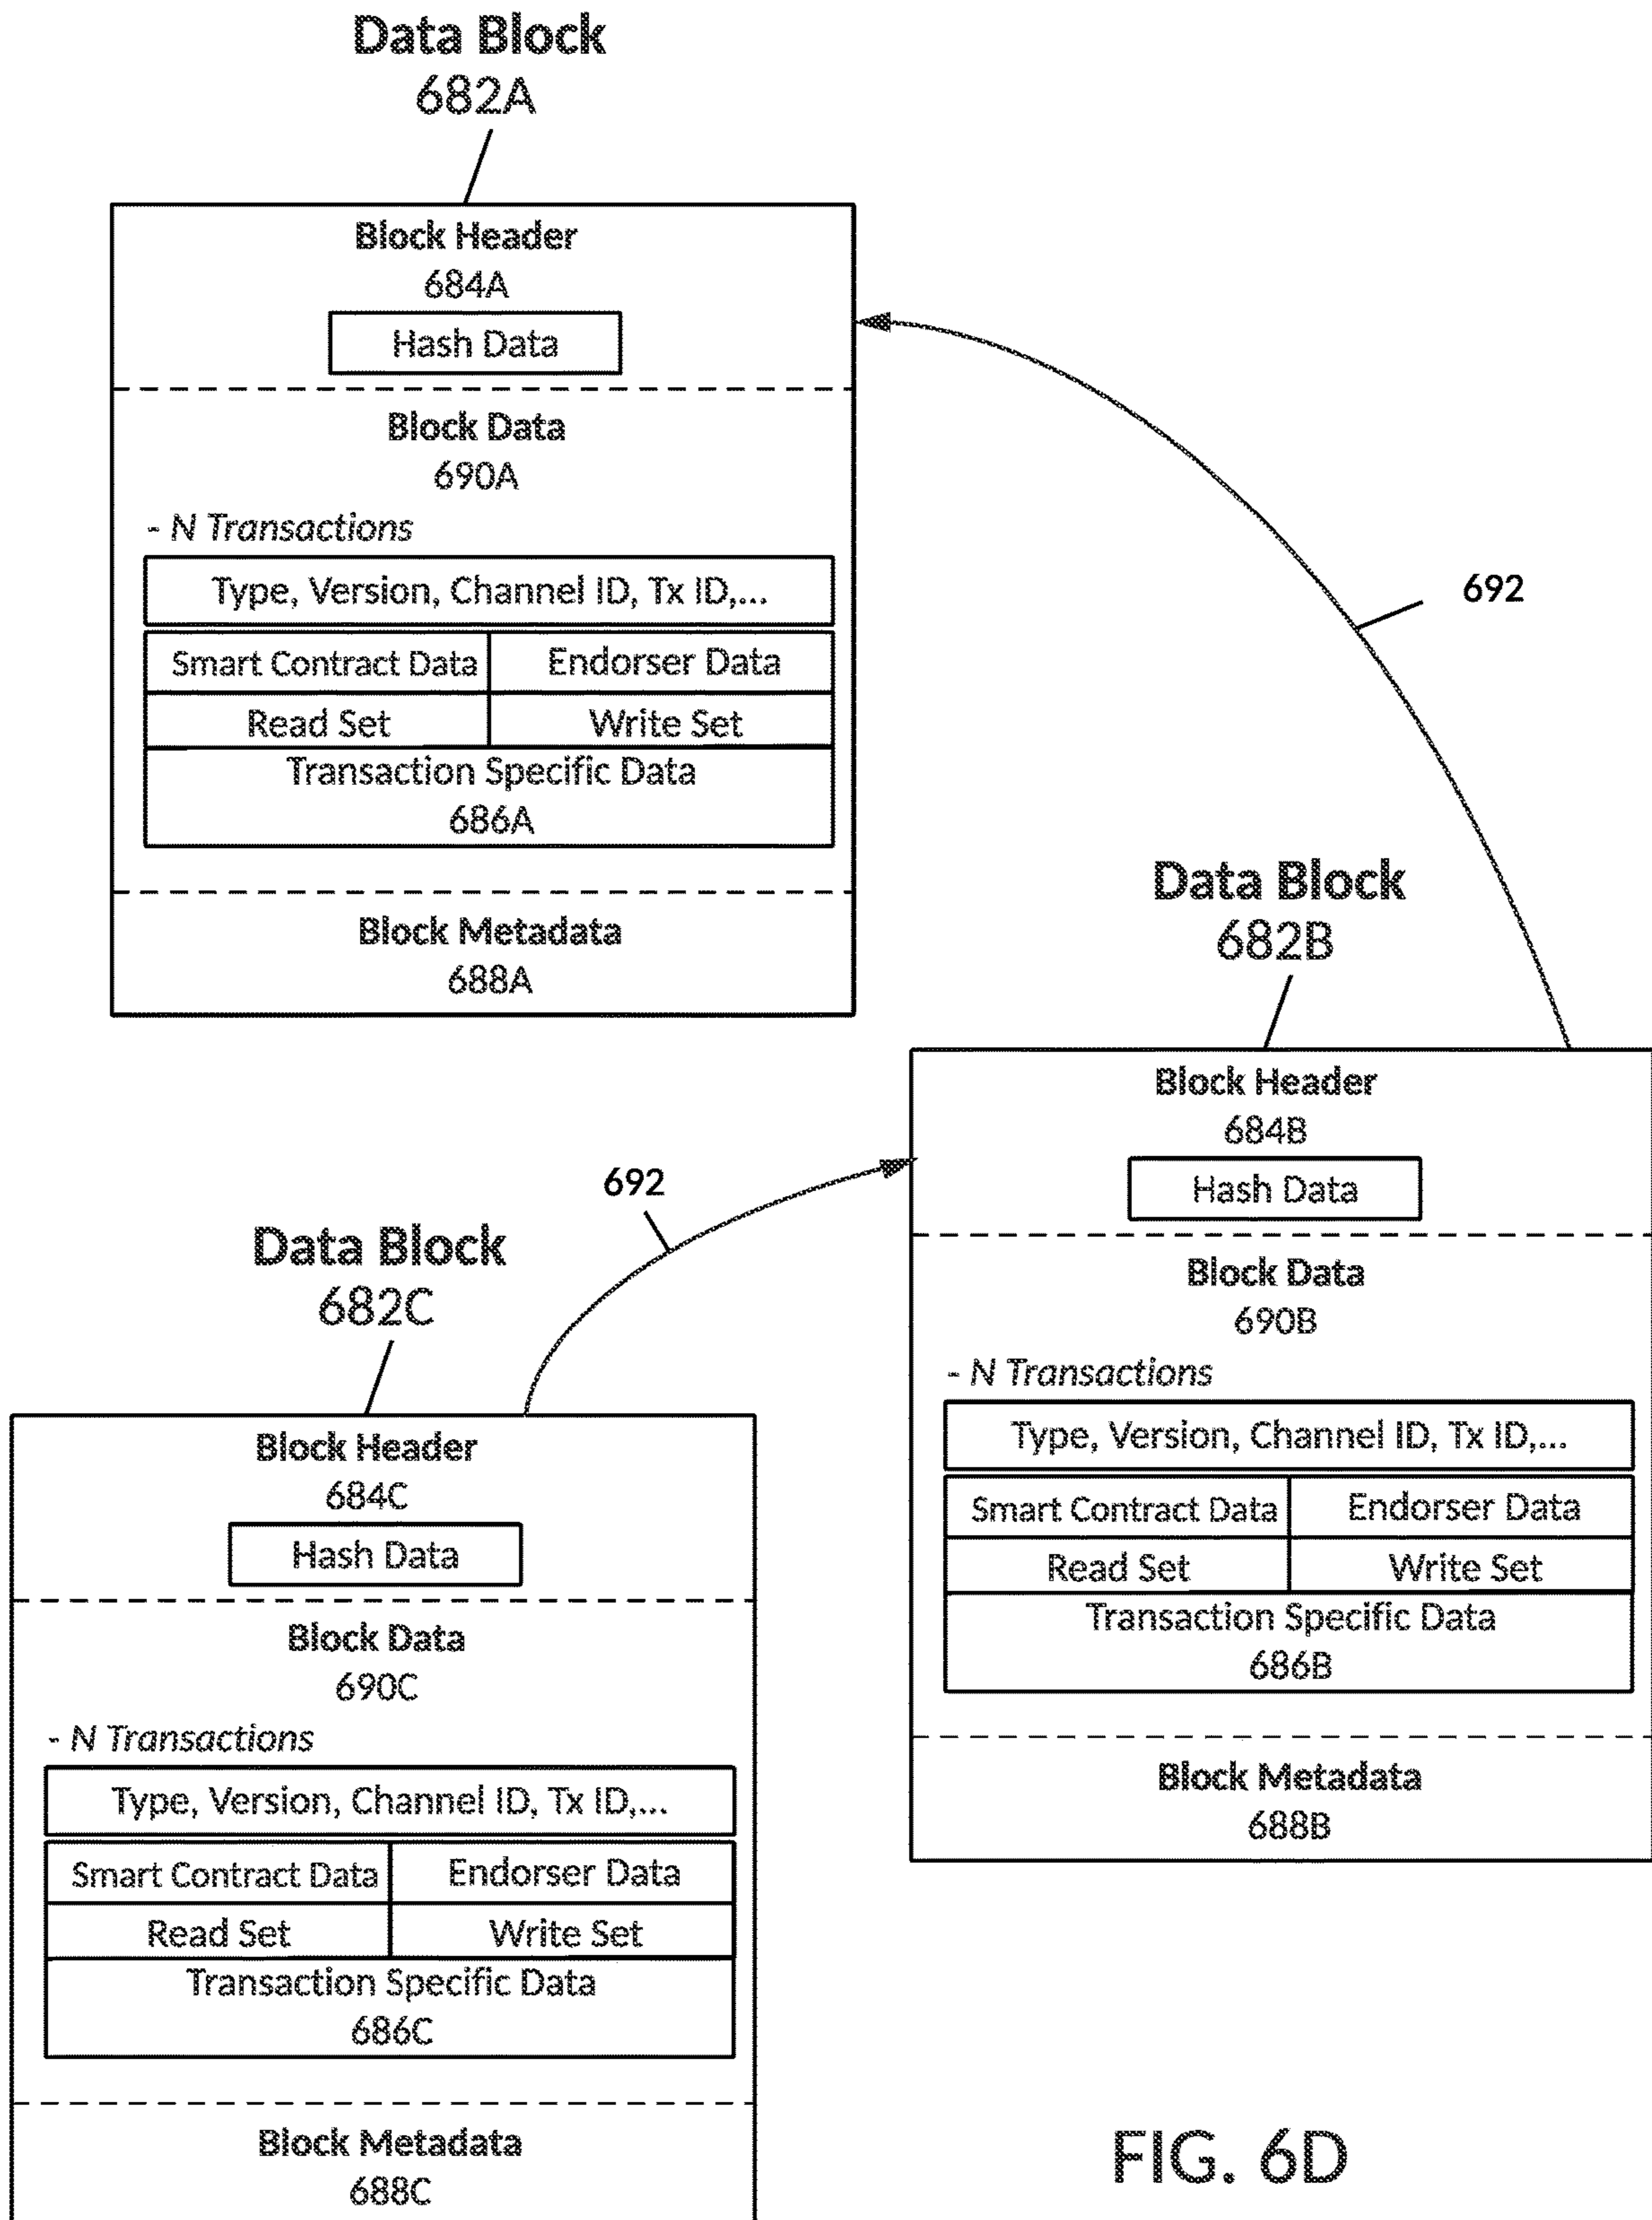 Data Block
682A
Block Header
684A
Hash Data
Block Data
690A
- N Transactions
Type, Version, Channel ID, Tx ID,...
Smart Contract Data
Endorser Data
Read Set
Write Set
Transaction Specific Data
686A
Block Metadata
688A
692
Data Block
682B
Block Header
684B
Hash Data
Block Data
690B
- N Transactions
Type, Version, Channel ID, Tx ID,...
Smart Contract Data
Endorser Data
Read Set
Write Set
Transaction Specific Data
686B
Block Metadata
688B
692
Data Block
682C
Block Header
684C
Hash Data
Block Data
690C
- N Transactions
Type, Version, Channel ID, Tx ID,...
Smart Contract Data
Endorser Data
Read Set
Write Set
Transaction Specific Data
686C
Block Metadata
688C
FIG. 6D